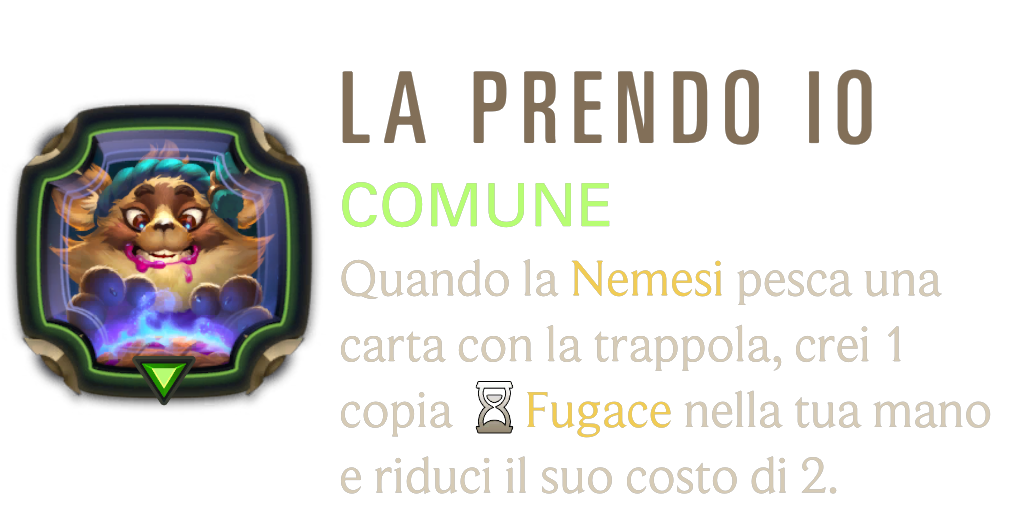 LA PRENDO IO
COMUNE
Quando la Nemesi pesca una
carta con la trappola, crei 1
copia Fugace nella tua mano
e riduci il suo costo di 2.